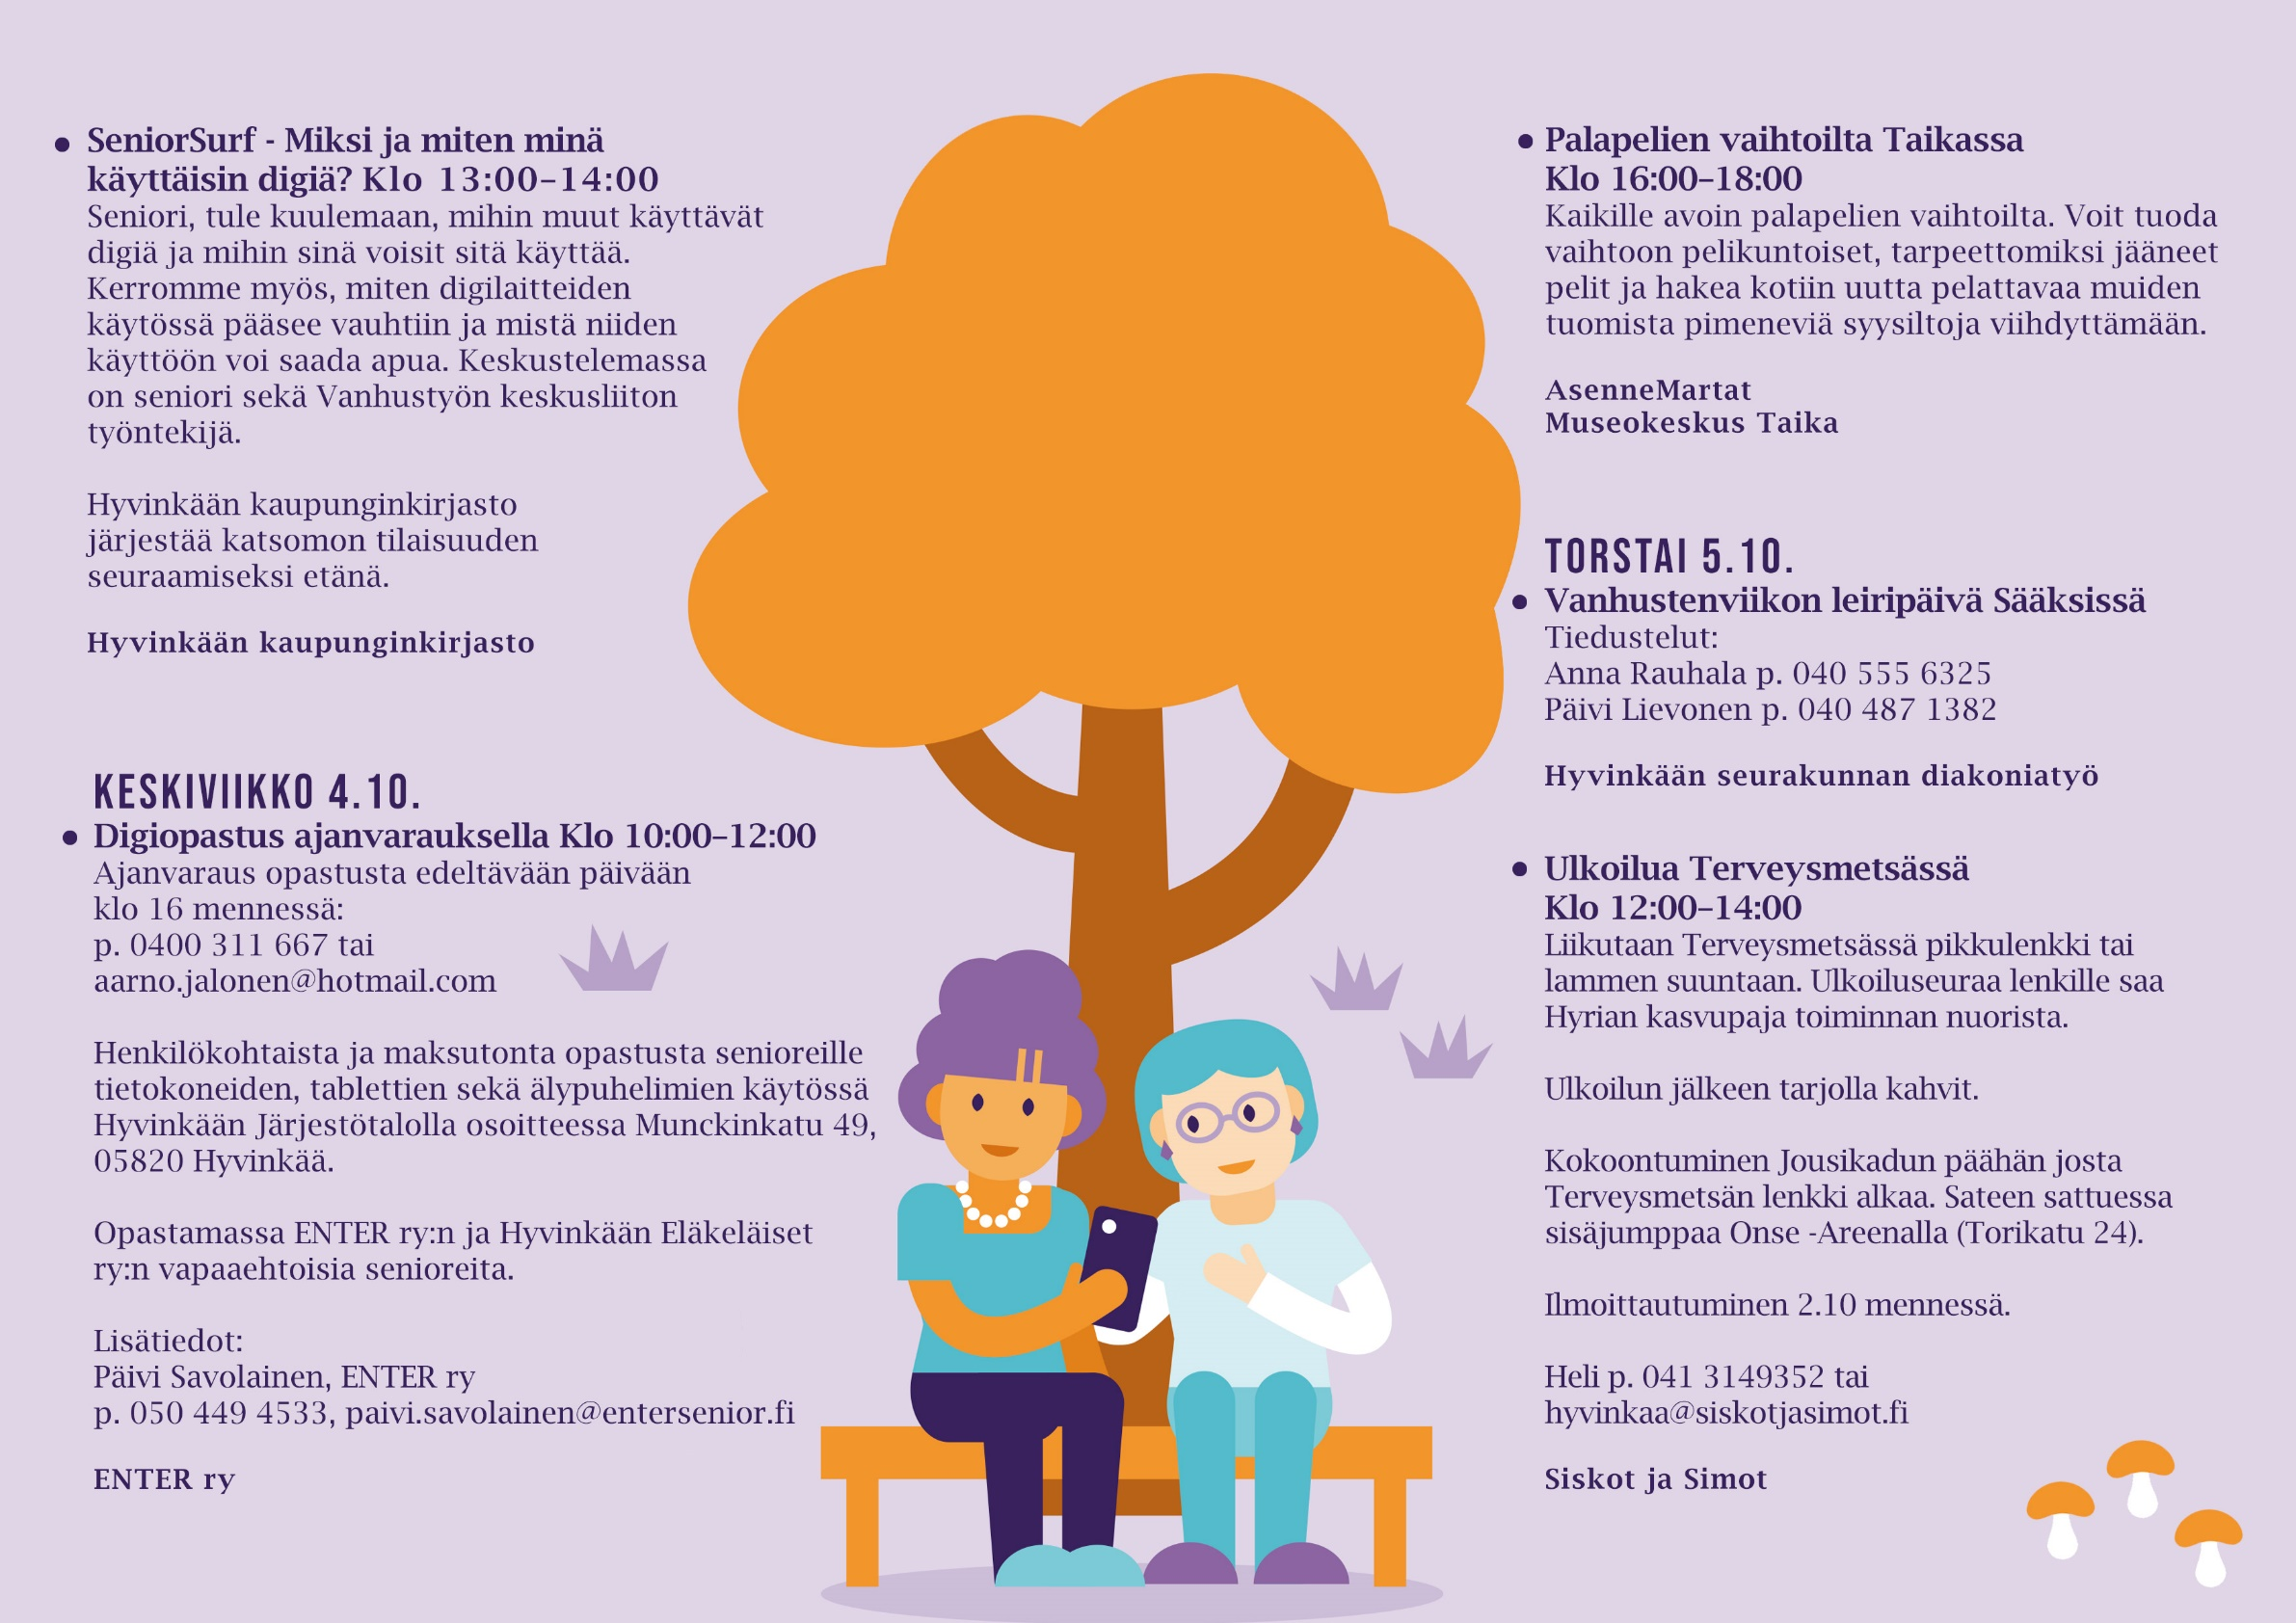 SeniorSurf - Miksi ja miten minä
käyttäisin digiä? Klo 13:00–14:00
Seniori, tule kuulemaan, mihin muut käyttävät
digiä ja mihin sinä voisit sitä käyttää.
Kerromme myös, miten digilaitteiden
käytössä pääsee vauhtiin ja mistä niiden
käyttöön voi saada apua. Keskustelemassa
on seniori sekä Vanhustyön keskusliiton
työntekijä.
Hyvinkään kaupunginkirjasto
järjestää katsomon tilaisuuden
seuraamiseksi etänä.
Hyvinkään kaupunginkirjasto
KESKIVIIKKO 4.10.
Digiopastus ajanvarauksella Klo 10:00–12:00
Ajanvaraus opastusta edeltävään päivään
klo 16 mennessä:
p. 0400 311 667 tai
aarno.jalonen@hotmail.com
Henkilökohtaista ja maksutonta opastusta senioreille
tietokoneiden, tablettien sekä älypuhelimien käytössä
Hyvinkään Järjestötalolla osoitteessa Munckinkatu 49,
05820 Hyvinkää.
Opastamassa ENTER ry:n ja Hyvinkään Eläkeläiset
ry:n vapaaehtoisia senioreita.
Lisätiedot:
Päivi Savolainen, ENTER ry
p. 050 449 4533, paivi.savolainen@entersenior.fi
ENTER ry
Palapelien vaihtoilta Taikassa
Klo 16:00–18:00
Kaikille avoin palapelien vaihtoilta. Voit tuoda
vaihtoon pelikuntoiset, tarpeettomiksi jääneet
pelit ja hakea kotiin uutta pelattavaa muiden
tuomista pimeneviä syysiltoja viihdyttämään.
AsenneMartat
Museokeskus Taika
TORSTAI 5.10.
Vanhustenviikon leiripäivä Sääksissä
Tiedustelut:
Anna Rauhala p. 040 555 6325
Päivi Lievonen p. 040 487 1382
Hyvinkään seurakunnan diakoniatyö
Ulkoilua Terveysmetsässä
Klo 12:00–14:00
Liikutaan Terveysmetsässä pikkulenkki tai
lammen suuntaan. Ulkoiluseuraa lenkille saa
Hyrian kasvupaja toiminnan nuorista.
Ulkoilun jälkeen tarjolla kahvit.
Kokoontuminen Jousikadun päähän josta
Terveysmetsän lenkki alkaa. Sateen sattuessa
sisäjumppaa Onse -Areenalla (Torikatu 24).
Ilmoittautuminen 2.10 mennessä.
Heli p. 041 3149352 tai
hyvinkaa@siskotjasimot.fi
Siskot ja Simot